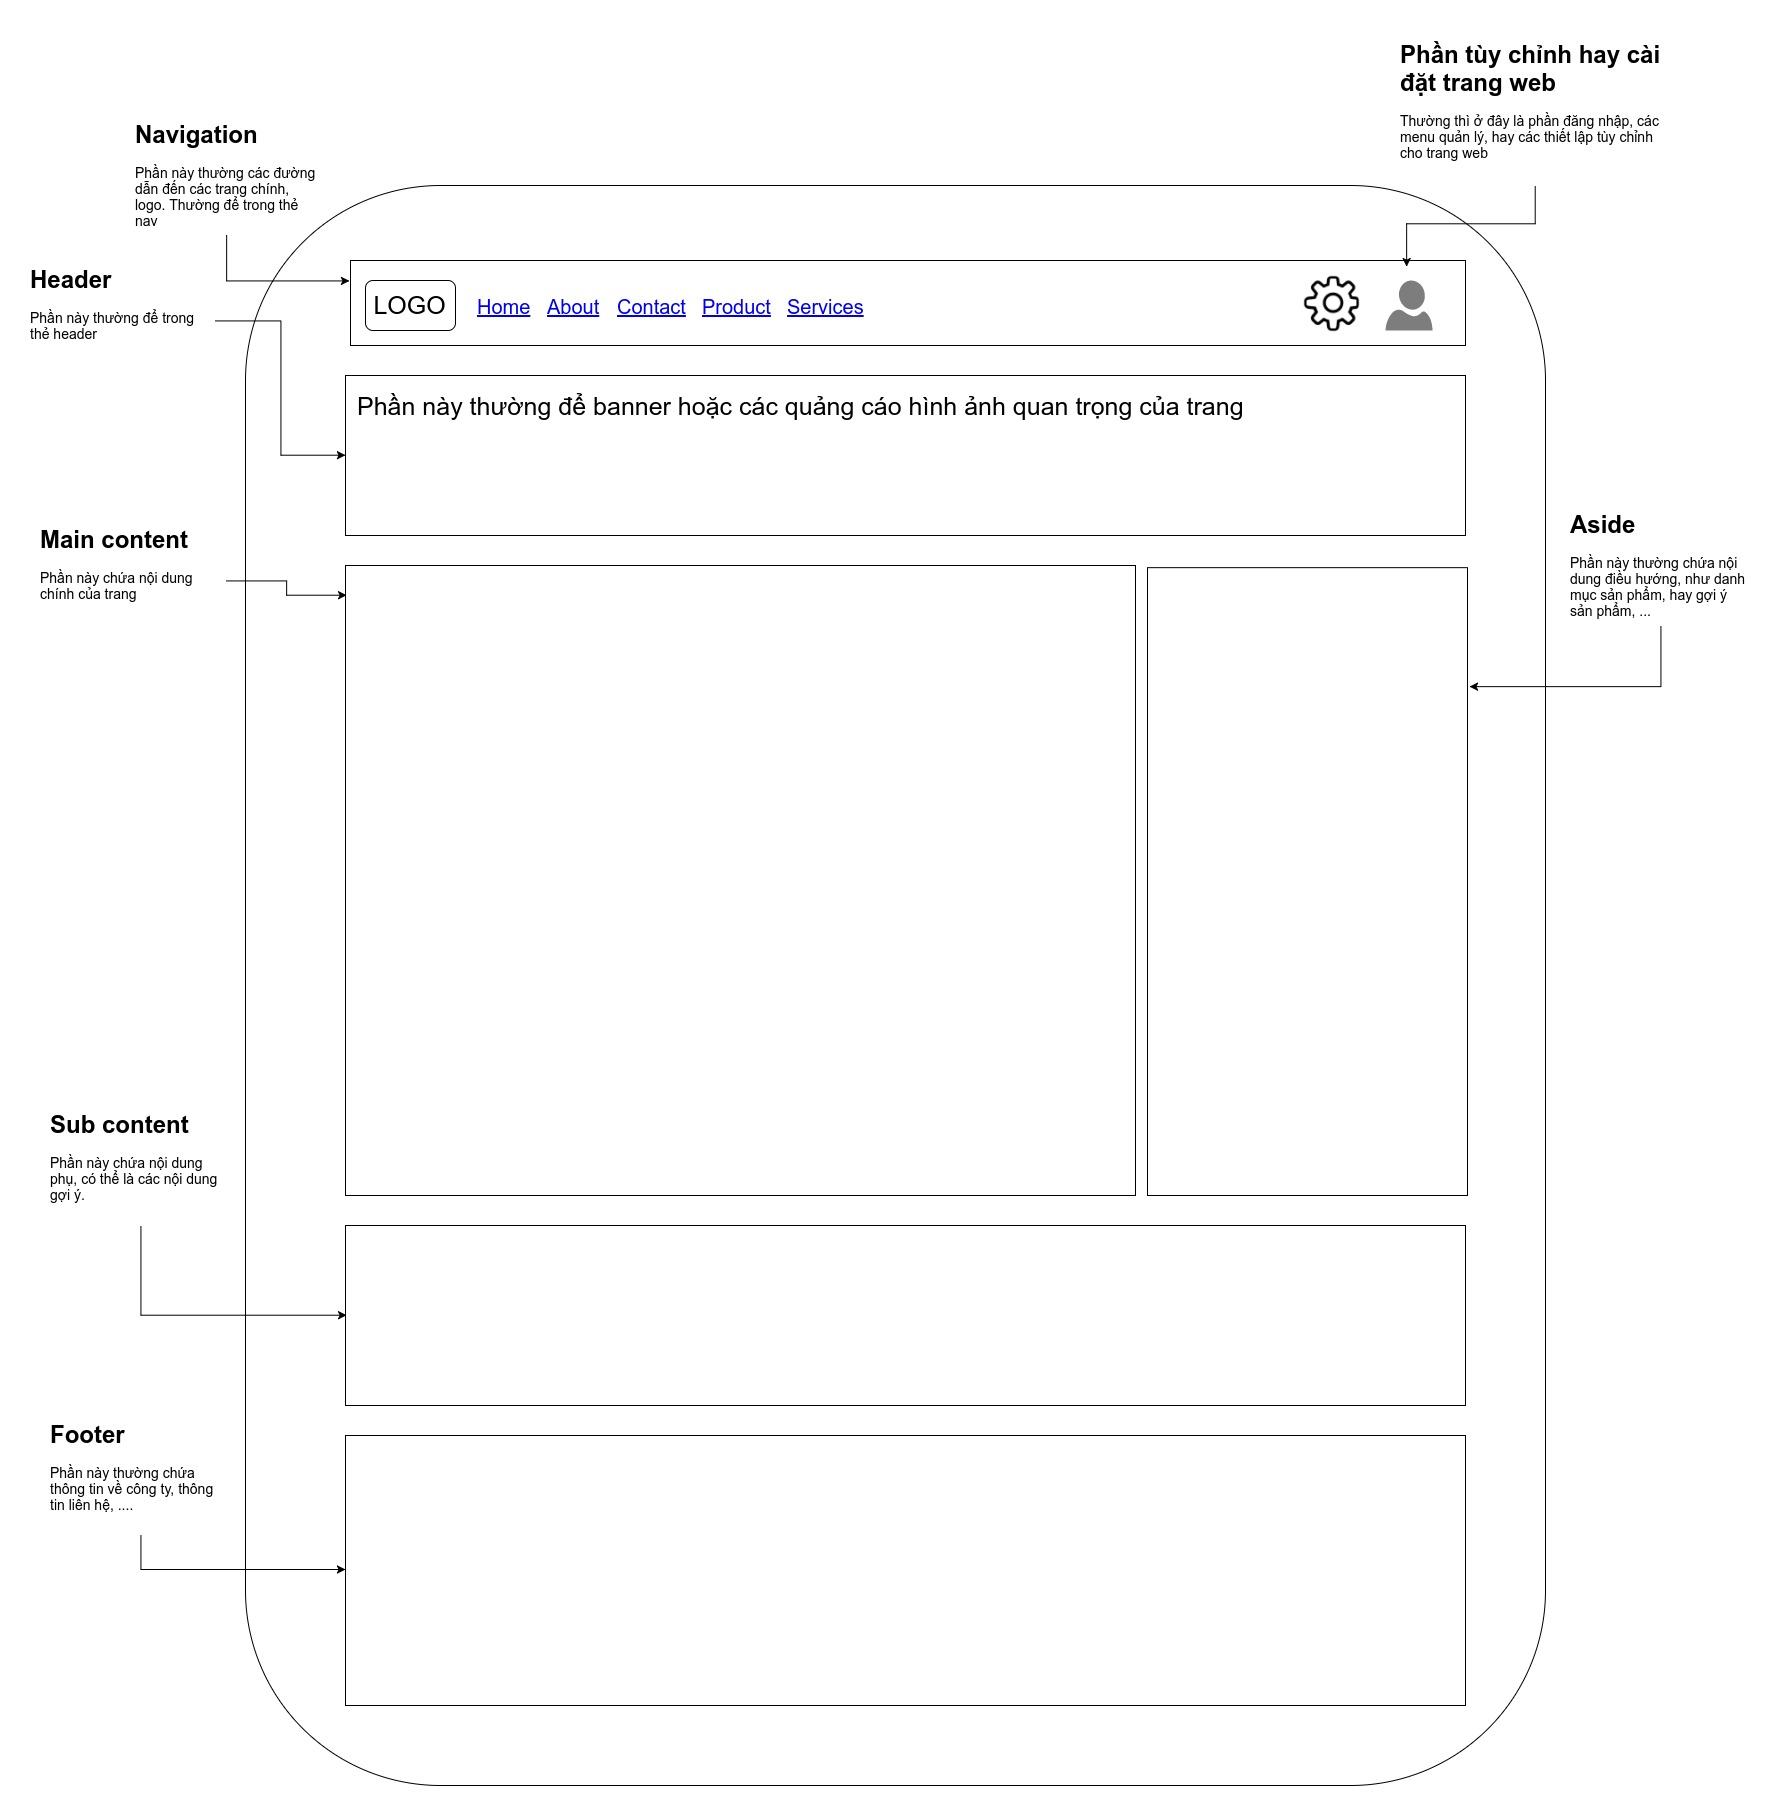 Phần tùy chỉnh hay cài
đặt trang web
Thường thì ở đây là phần đăng nhập, các
menu quản lý, hay các thiết lập tùy chỉnh
cho trang web
Navigation
Phần này thường các đường
dẫn đến các trang chính,
logo. Thường để trong thẻ
nav
Header
Phần này thường để trong
thẻ header
LOGO
Home About Contact Product Services
Phần này thường để banner hoặc các quảng cáo hình ảnh quan trọng của trang
Main content
Phần này chứa nội dung
chính của trang
Aside
Phần này thường chứa nội
dung điều hướng, như danh
mục sản phẩm, hay gợi ý
sản phẩm, ...
Sub content
Phần này chứa nội dung
phụ, có thể là các nội dung
gợi ý.
Footer
Phần này thường chứa
thông tin về công ty, thông
tin liên hệ, ....